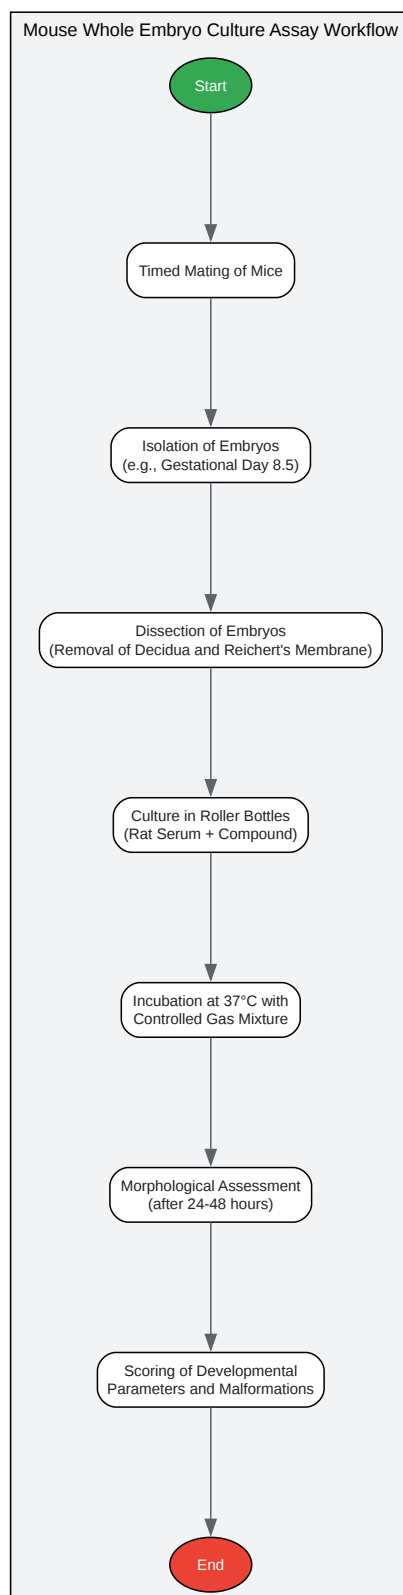 Mouse Whole Embryo Culture Assay Workflow
Start
Timed Mating of Mice
Isolation of Embryos
(e.g., Gestational Day 8.5)
Dissection of Embryos
(Removal of Decidua and Reichert's Membrane)
Culture in Roller Bottles
(Rat Serum + Compound)
Incubation at 37°C with
Controlled Gas Mixture
Morphological Assessment
(after 24-48 hours)
Scoring of Developmental
Parameters and Malformations
End